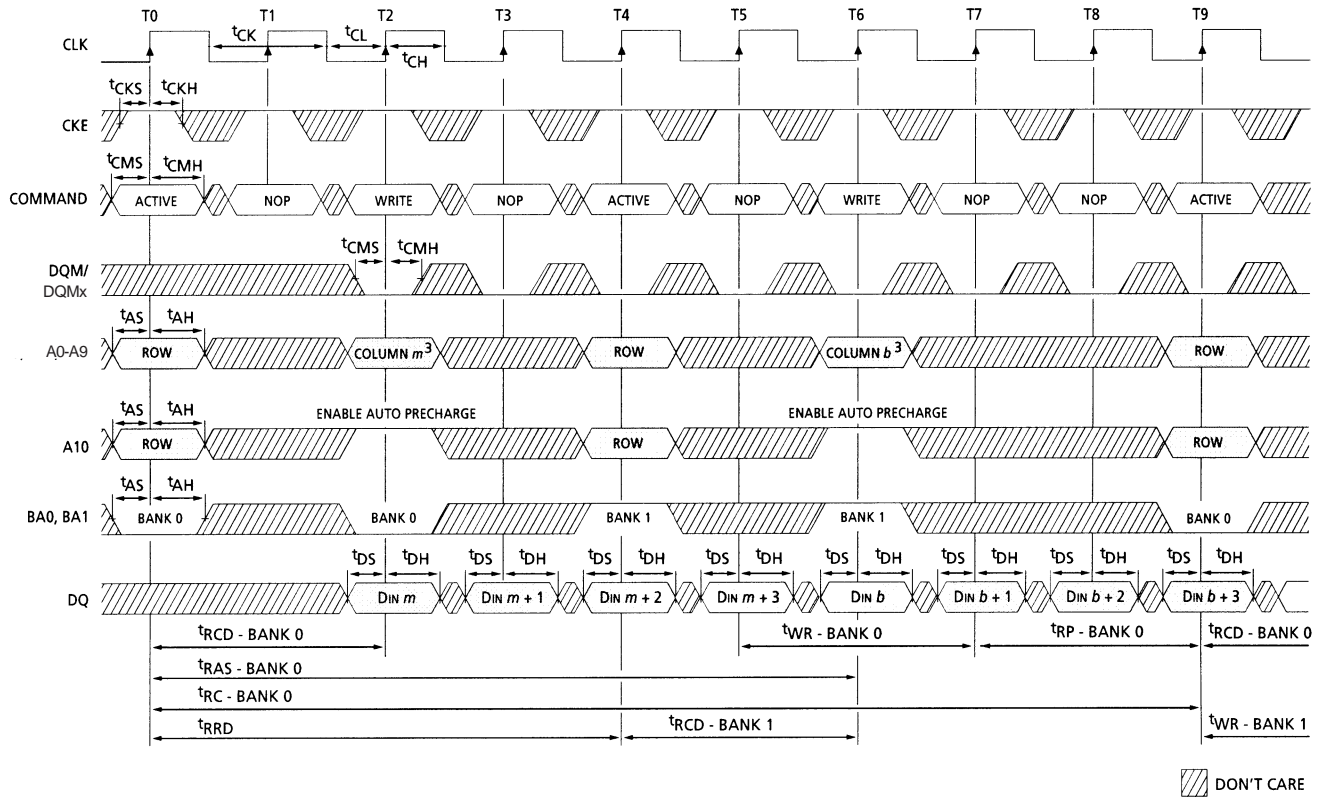 T0 T1 T2 T3 T4 T5 T6 T7 T8 T9
CLK tCK tCL tCH
tCKS tCKH
CKE
tCMS tCMH
COMMAND ACTIVE NOP WRITE NOP ACTIVE NOP WRITE NOP NOP ACTIVE
tCMS tCMH
DQM/
DQMx
tAS tAH
A0-A9 ROW COLUMN m3 ROW COLUMN b3 ROW
tAS tAH ENABLE AUTO PRECHARGE ENABLE AUTO PRECHARGE
A10 ROW ROW ROW
tAS tAH
BA0, BA1 BANK 0 BANK 0 BANK 1 BANK 1 BANK 0
tDS tDH tDS tDH tDS tDH tDS tDH tDS tDH tDS tDH tDS tDH tDS tDH
DQ DIN m DIN m + 1 DIN m + 2 DIN m + 3 DIN b DIN b + 1 DIN b + 2 DIN b + 3
tRCD - BANK 0 tWR - BANK 0 tRP - BANK 0 tRCD - BANK 0
tRAS - BANK 0
tRC - BANK 0
tRRD tRCD - BANK 1 tWR - BANK 1
DON'T CARE